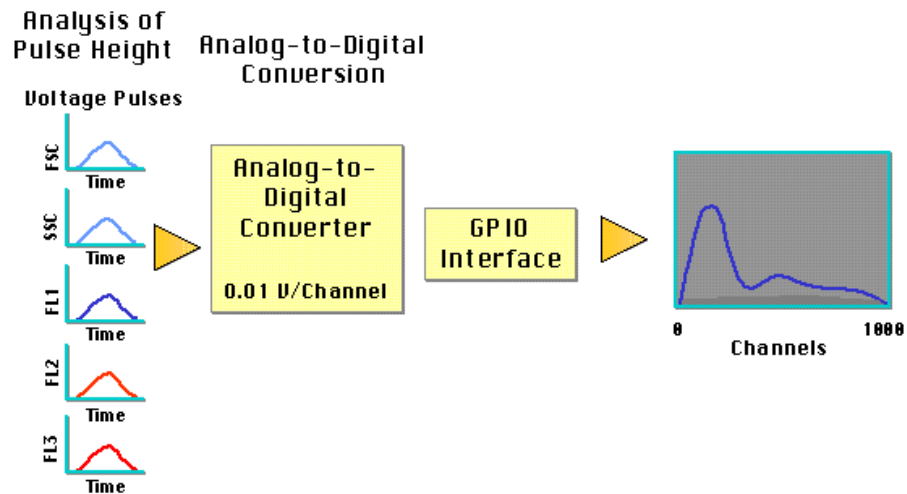 Analysis of
Pulse Height
Analog-to-Digital
Conversion
Voltage Pulses
FSC
Time
SSC
Time
FL1
Time
FL2
Time
FL3
Time
Analog-to-
Digital
Converter
0.01 V/Channel
GPIO
Interface
0 1000
Channels